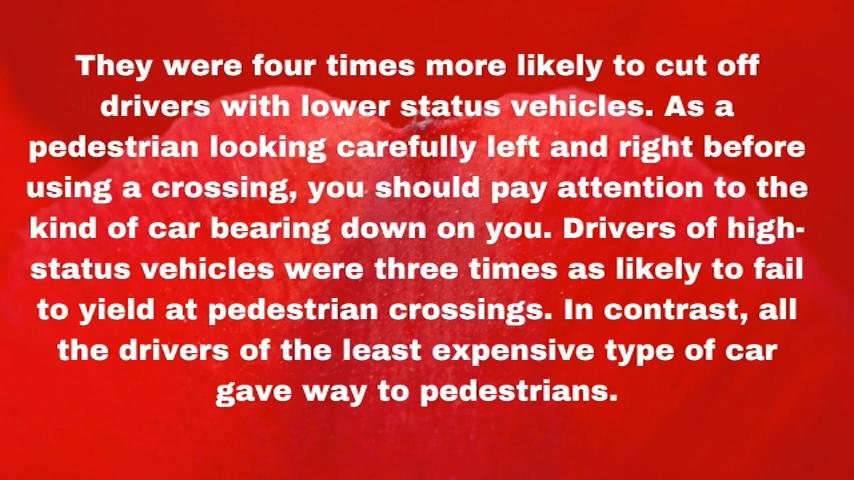 They were four times more likely to cut off
drivers with lower status vehicles. As a
pedestrian looking carefully left and right before
using a crossing, you should pay attention to the
kind of car bearing down on you. Drivers of high-
status vehicles were three times as likely to fail
to yield at pedestrian crossings. In contrast, all
the drivers of the least expensive type of car
gave way to pedestrians.